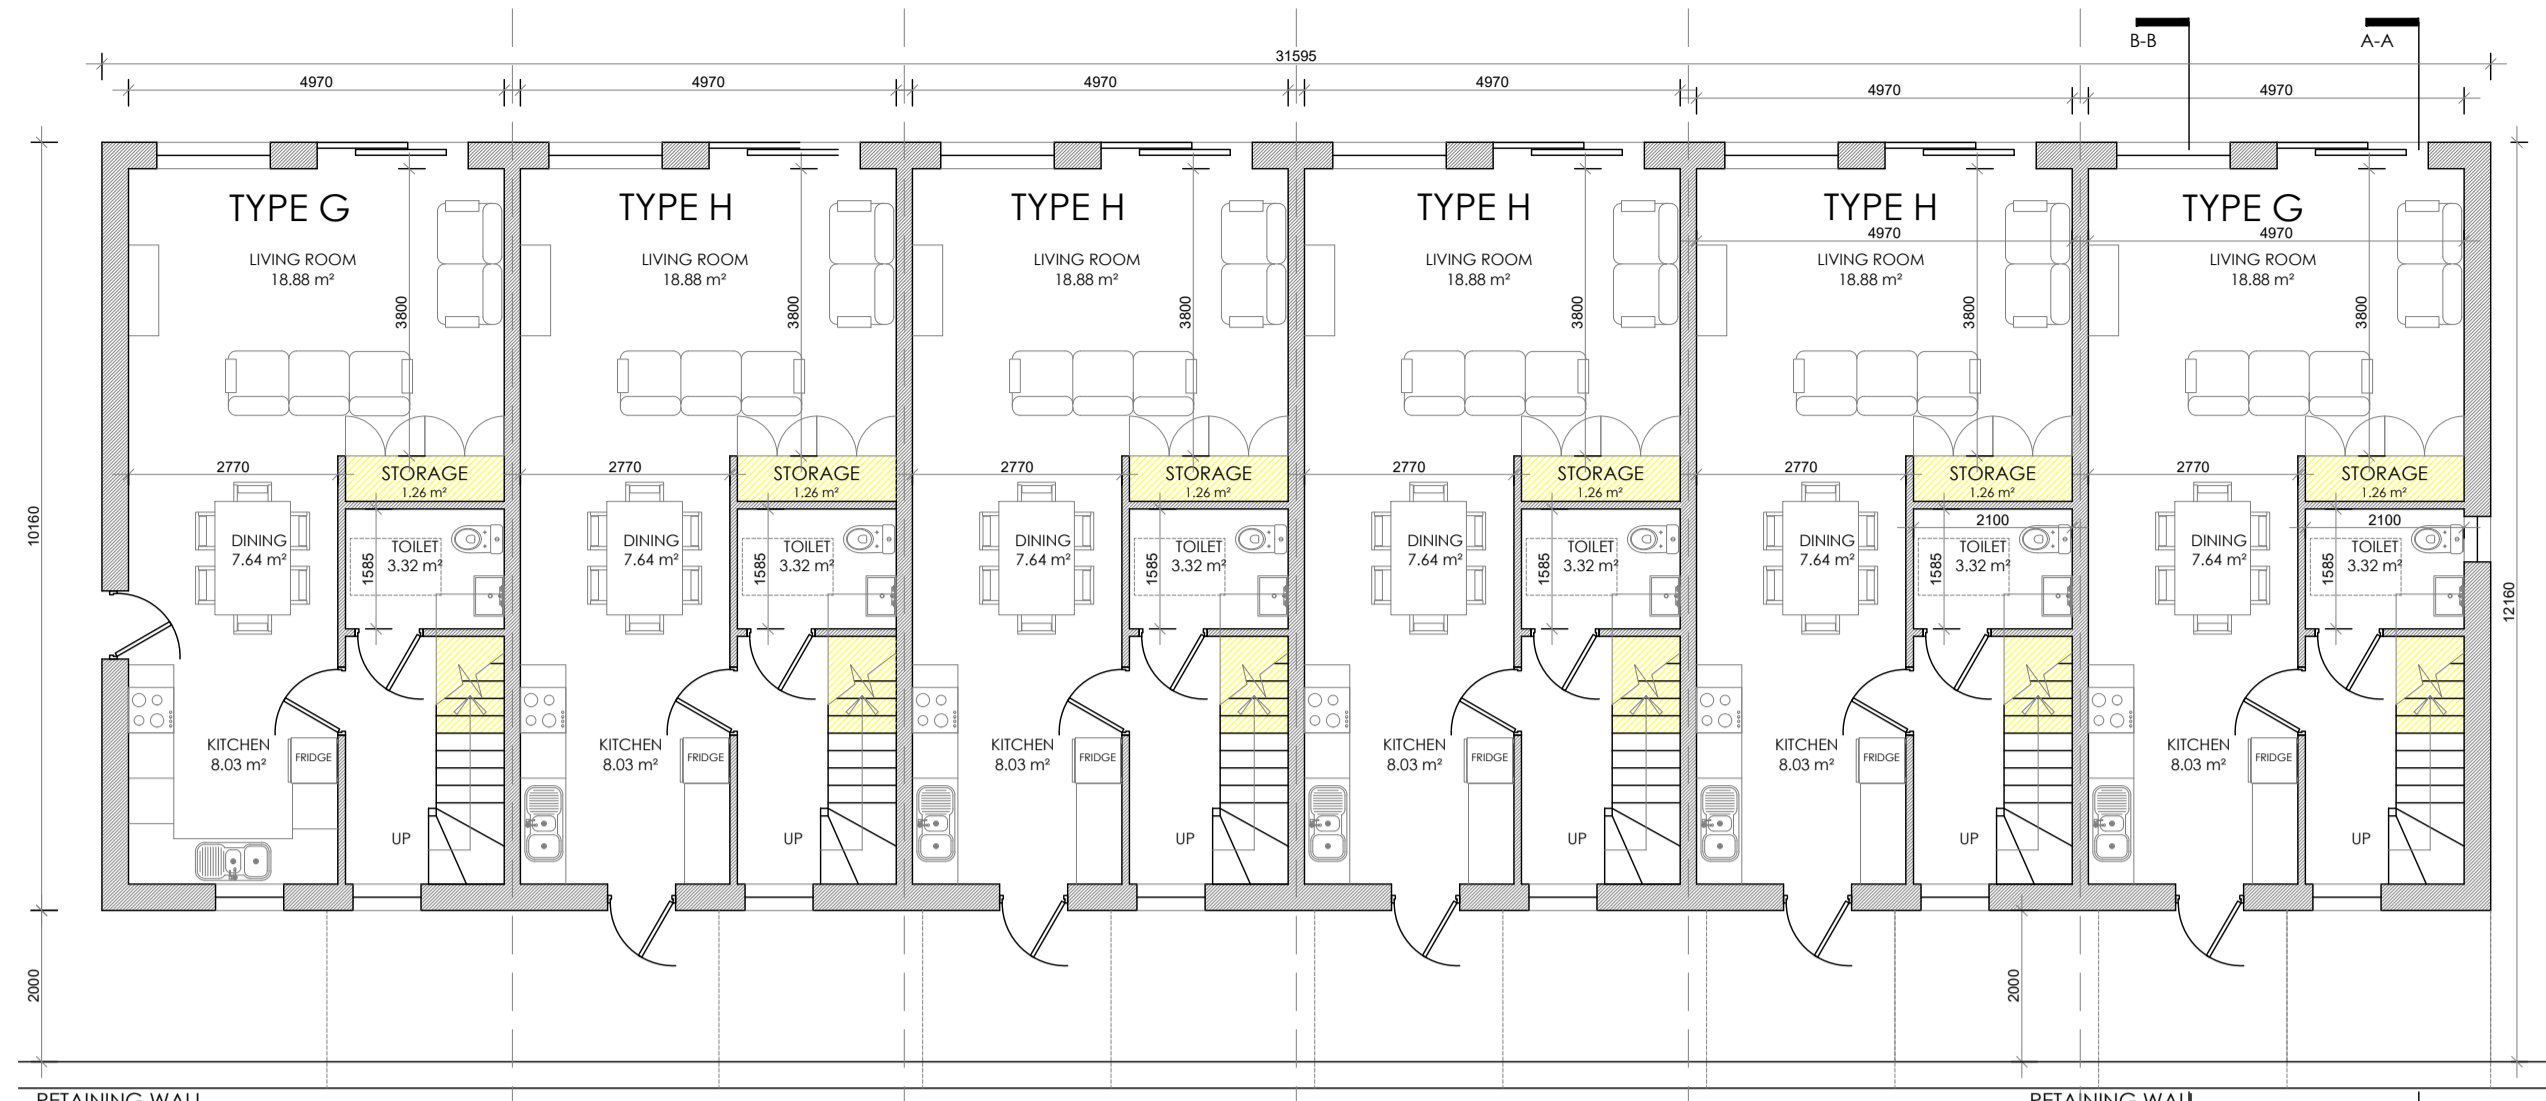 B-B
A-A
31595
4970
4970
4970
4970
4970
4970
TYPE G
TYPE H
TYPE H
TYPE H
TYPE H
TYPE G
4970
4970
LIVING ROOM
18.88 m²
LIVING ROOM
18.88 m²
LIVING ROOM
18.88 m²
LIVING ROOM
18.88 m²
LIVING ROOM
18.88 m²
LIVING ROOM
18.88 m²
3800
3800
3800
3800
3800
3800
2770
STORAGE
1.26 m²
2770
STORAGE
1.26 m²
2770
STORAGE
1.26 m²
2770
STORAGE
1.26 m²
2770
STORAGE
1.26 m²
2770
STORAGE
1.26 m²
10160
2100
2100
DINING
7.64 m²
1585
TOILET
3.32 m²
DINING
7.64 m²
1585
TOILET
3.32 m²
DINING
7.64 m²
1585
TOILET
3.32 m²
DINING
7.64 m²
1585
TOILET
3.32 m²
DINING
7.64 m²
1585
TOILET
3.32 m²
DINING
7.64 m²
1585
TOILET
3.32 m²
12160
KITCHEN
8.03 m²
FRIDGE
KITCHEN
8.03 m²
FRIDGE
KITCHEN
8.03 m²
FRIDGE
KITCHEN
8.03 m²
FRIDGE
KITCHEN
8.03 m²
FRIDGE
KITCHEN
8.03 m²
FRIDGE
UP
UP
UP
UP
UP
UP
2000
2000
RETAINING WALL
RETAINING WALL